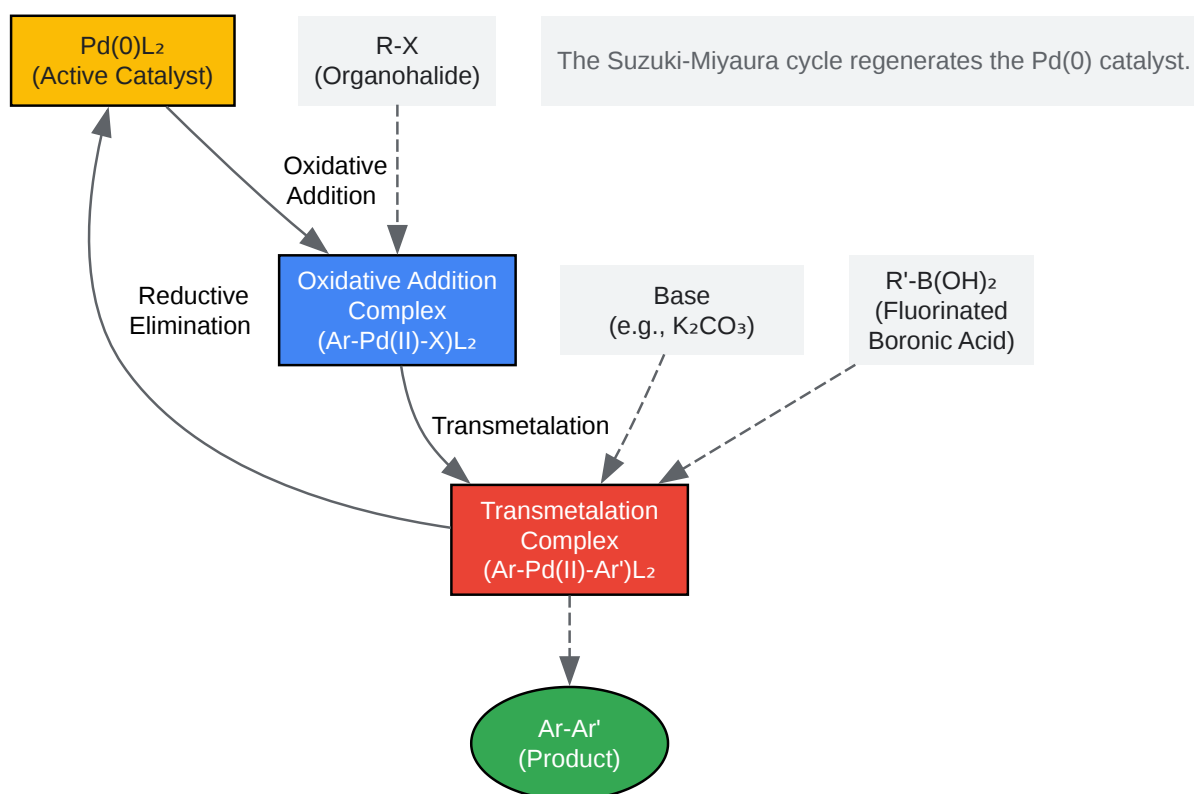 Pd(0)L₂
(Active Catalyst)
R-X
(Organohalide)
The Suzuki-Miyaura cycle regenerates the Pd(0) catalyst.
Oxidative
Addition
Reductive
Elimination
Oxidative Addition
Complex
(Ar-Pd(II)-X)L₂
Base
(e.g., K₂CO₃)
R'-B(OH)₂
(Fluorinated
Boronic Acid)
Transmetalation
Transmetalation
Complex
(Ar-Pd(II)-Ar')L₂
Ar-Ar'
(Product)